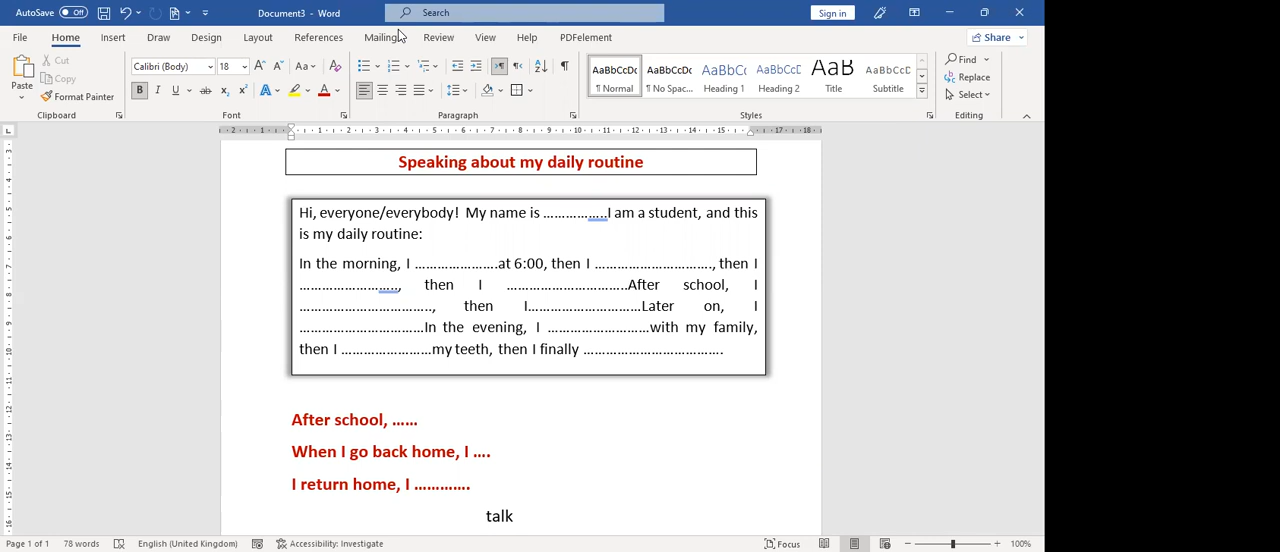 AutoSave Off Document3 - Word Search Sign in
File Home Insert Draw Design Layout References Mailings Review View Help PDFelement Share
Paste Cut Copy Format Painter
Calibri (Body) 18
AaBbCcDc AaBbCcDc AaBbCcD AaBbCcD AaB AaBbCcD
¶ Normal ¶ No Spac... Heading 1 Heading 2 Title Subtitle
Find Replace Select
Clipboard Font Paragraph Styles Editing
Speaking about my daily routine
Hi, everyone/everybody! My name is ………………..I am a student, and this
is my daily routine:
In the morning, I ………………….at 6:00, then I …………………………., then I
…………………….., then I …………………………..After school, I
…………………………….., then I…………………………Later on, I
……………………………In the evening, I ………………………with my family,
then I ……………………my teeth, then I finally ……………………………….
After school, ……
When I go back home, I ….
I return home, I ………….
talk
Page 1 of 1 78 words English (United Kingdom) Accessibility: Investigate Focus 100%